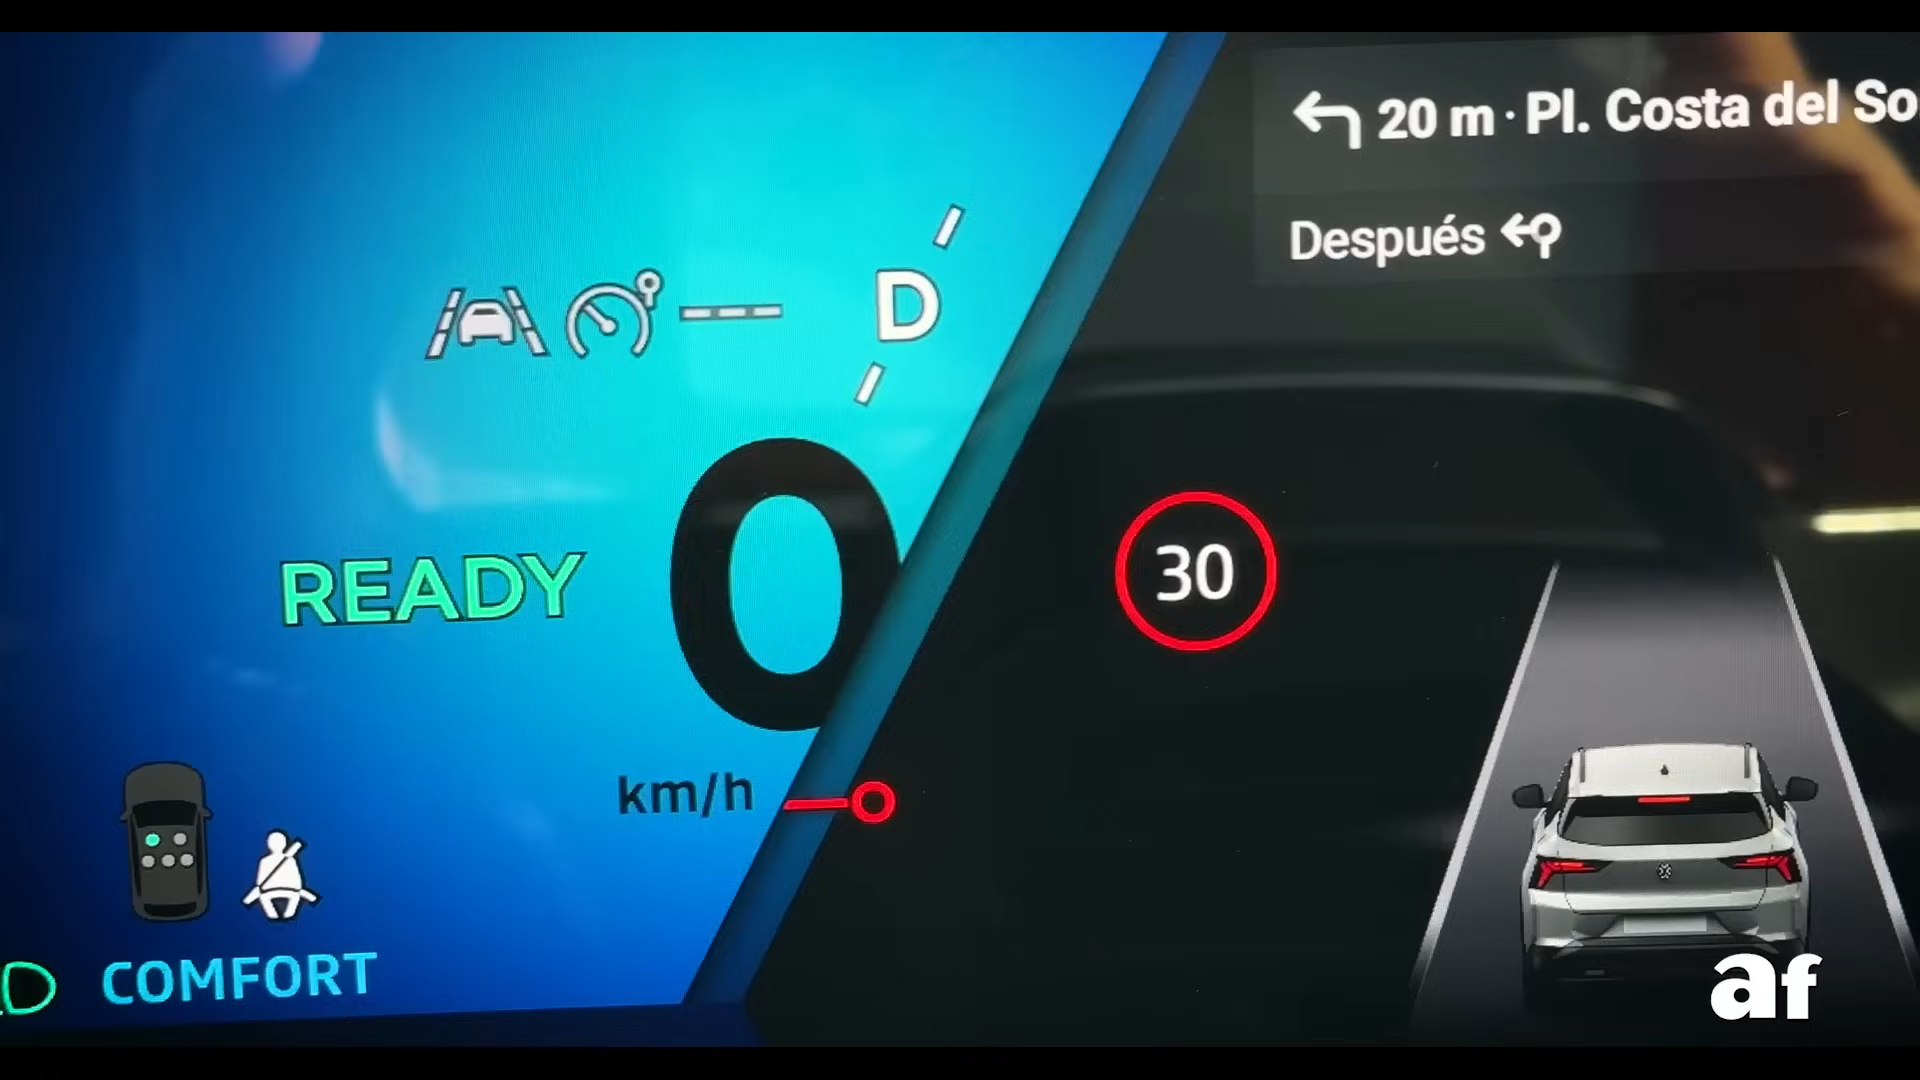 20 m · Pl. Costa del So
Después
D
0
READY
30
km/h
COMFORT
af